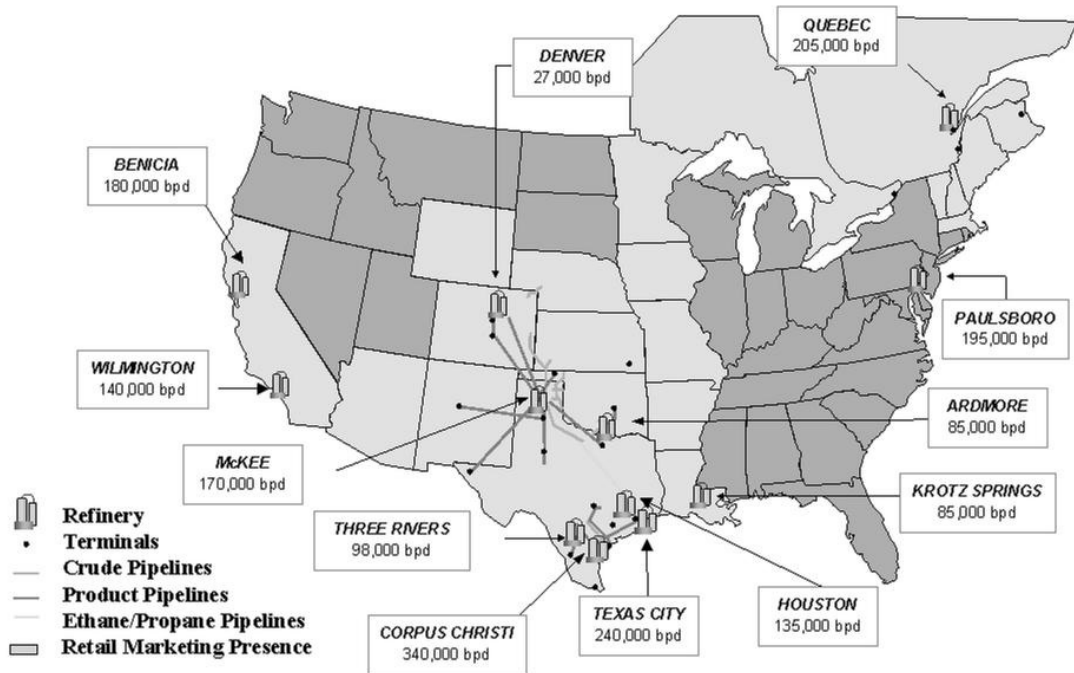 QUEBEC
205,000 bpd
DENVER
27,000 bpd
BENICIA
180,000 bpd
PAULSBORO
195,000 bpd
WILMINGTON
140,000 bpd
ARDMORE
85,000 bpd
McKEE
170,000 bpd
KROTZ SPRINGS
85,000 bpd
THREE RIVERS
98,000 bpd
TEXAS CITY
240,000 bpd
HOUSTON
135,000 bpd
CORPUS CHRISTI
340,000 bpd
Refinery
Terminals
Crude Pipelines
Product Pipelines
Ethane/Propane Pipelines
Retail Marketing Presence